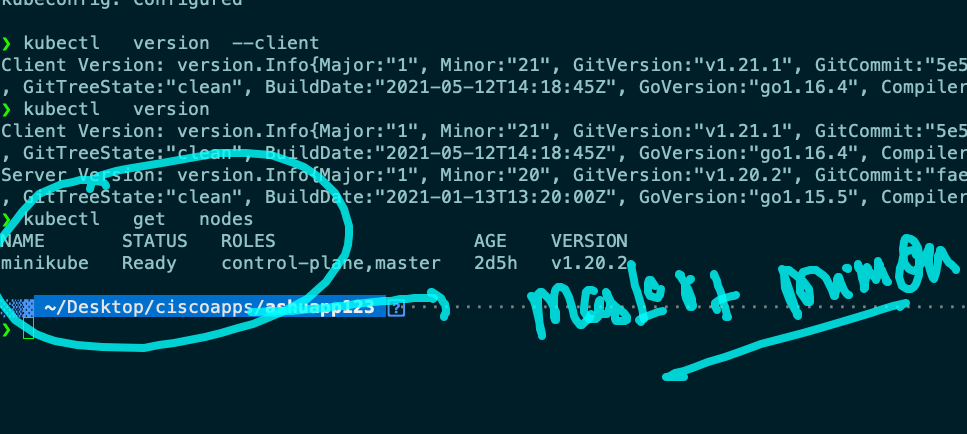 kubeconfig: Configured
❯ kubectl   version  --client
Client Version: version.Info{Major:"1", Minor:"21", GitVersion:"v1.21.1", GitCommit:"5e5
, GitTreeState:"clean", BuildDate:"2021-05-12T14:18:45Z", GoVersion:"go1.16.4", Compiler
❯ kubectl   version
Client Version: version.Info{Major:"1", Minor:"21", GitVersion:"v1.21.1", GitCommit:"5e5
, GitTreeState:"clean", BuildDate:"2021-05-12T14:18:45Z", GoVersion:"go1.16.4", Compiler
Server Version: version.Info{Major:"1", Minor:"20", GitVersion:"v1.20.2", GitCommit:"fae
, GitTreeState:"clean", BuildDate:"2021-01-13T13:20:00Z", GoVersion:"go1.15.5", Compiler
❯ kubectl   get   nodes
NAME       STATUS   ROLES                  AGE    VERSION
minikube   Ready    control-plane,master   2d5h   v1.20.2
~/Desktop/ciscoapps/ashuapp123 ?
❯
master + minion